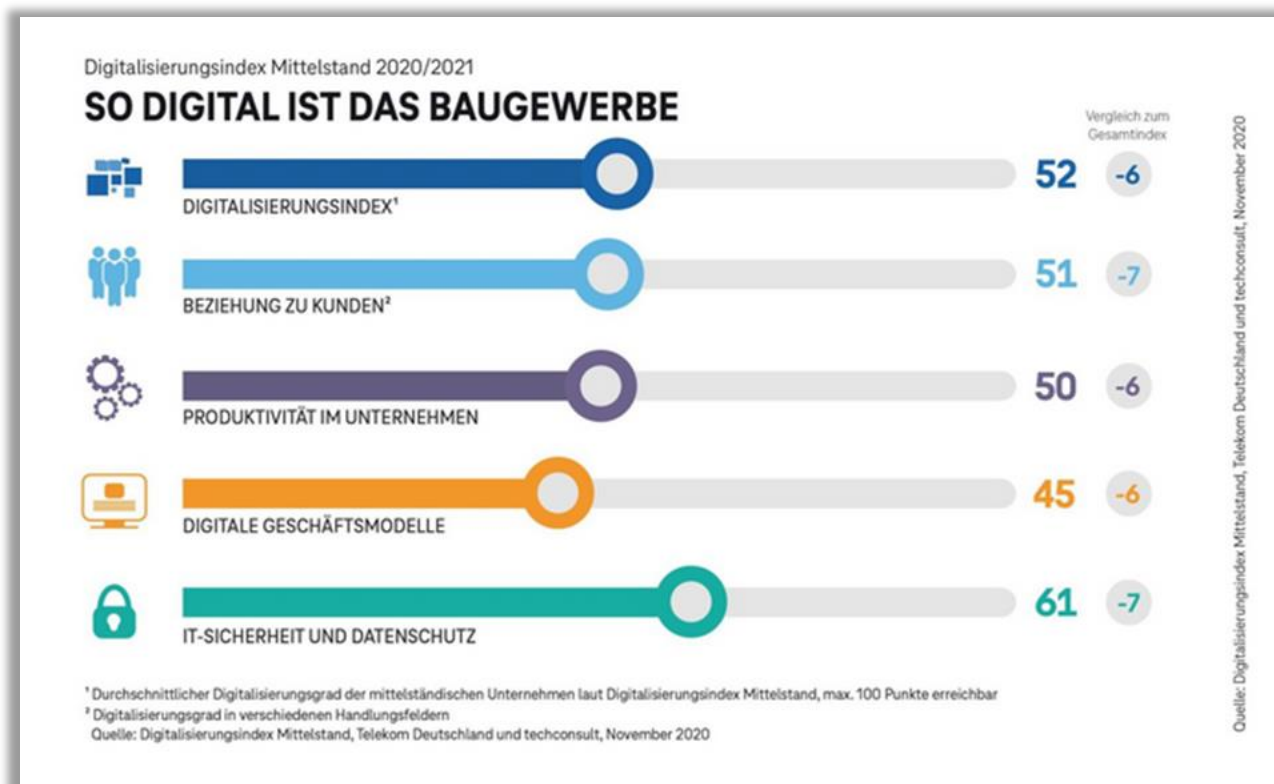 Digitalisierungsindex Mittelstand 2020/2021
SO DIGITAL IST DAS BAUGEWERBE
Vergleich zum
Gesamtindex
52 -6
DIGITALISIERUNGSINDEX¹
51 -7
BEZIEHUNG ZU KUNDEN²
50 -6
PRODUKTIVITÄT IM UNTERNEHMEN
45 -6
DIGITALE GESCHÄFTSMODELLE
61 -7
IT-SICHERHEIT UND DATENSCHUTZ
¹ Durchschnittlicher Digitalisierungsgrad der mittelständischen Unternehmen laut Digitalisierungsindex Mittelstand, max. 100 Punkte erreichbar
² Digitalisierungsgrad in verschiedenen Handlungsfeldern
Quelle: Digitalisierungsindex Mittelstand, Telekom Deutschland und techconsult, November 2020
Quelle: Digitalisierungsindex Mittelstand, Telekom Deutschland und techconsult, November 2020